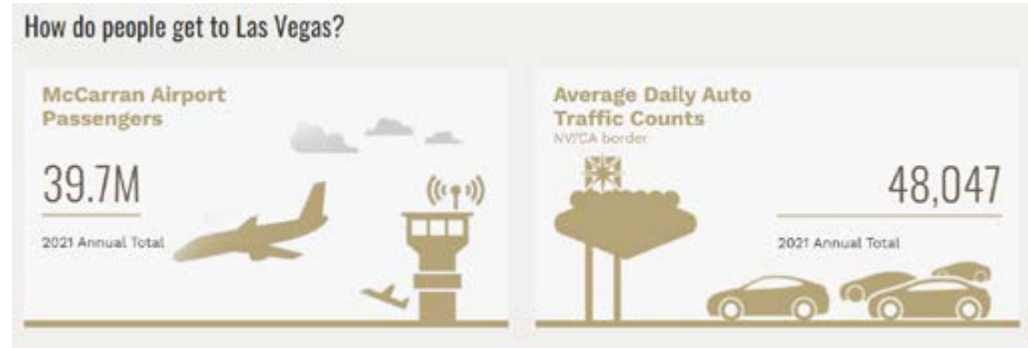 How do people get to Las Vegas?
McCarran Airport
Passengers
39.7M
2021 Annual Total
Average Daily Auto
Traffic Counts
NV/CA border
48,047
2021 Annual Total